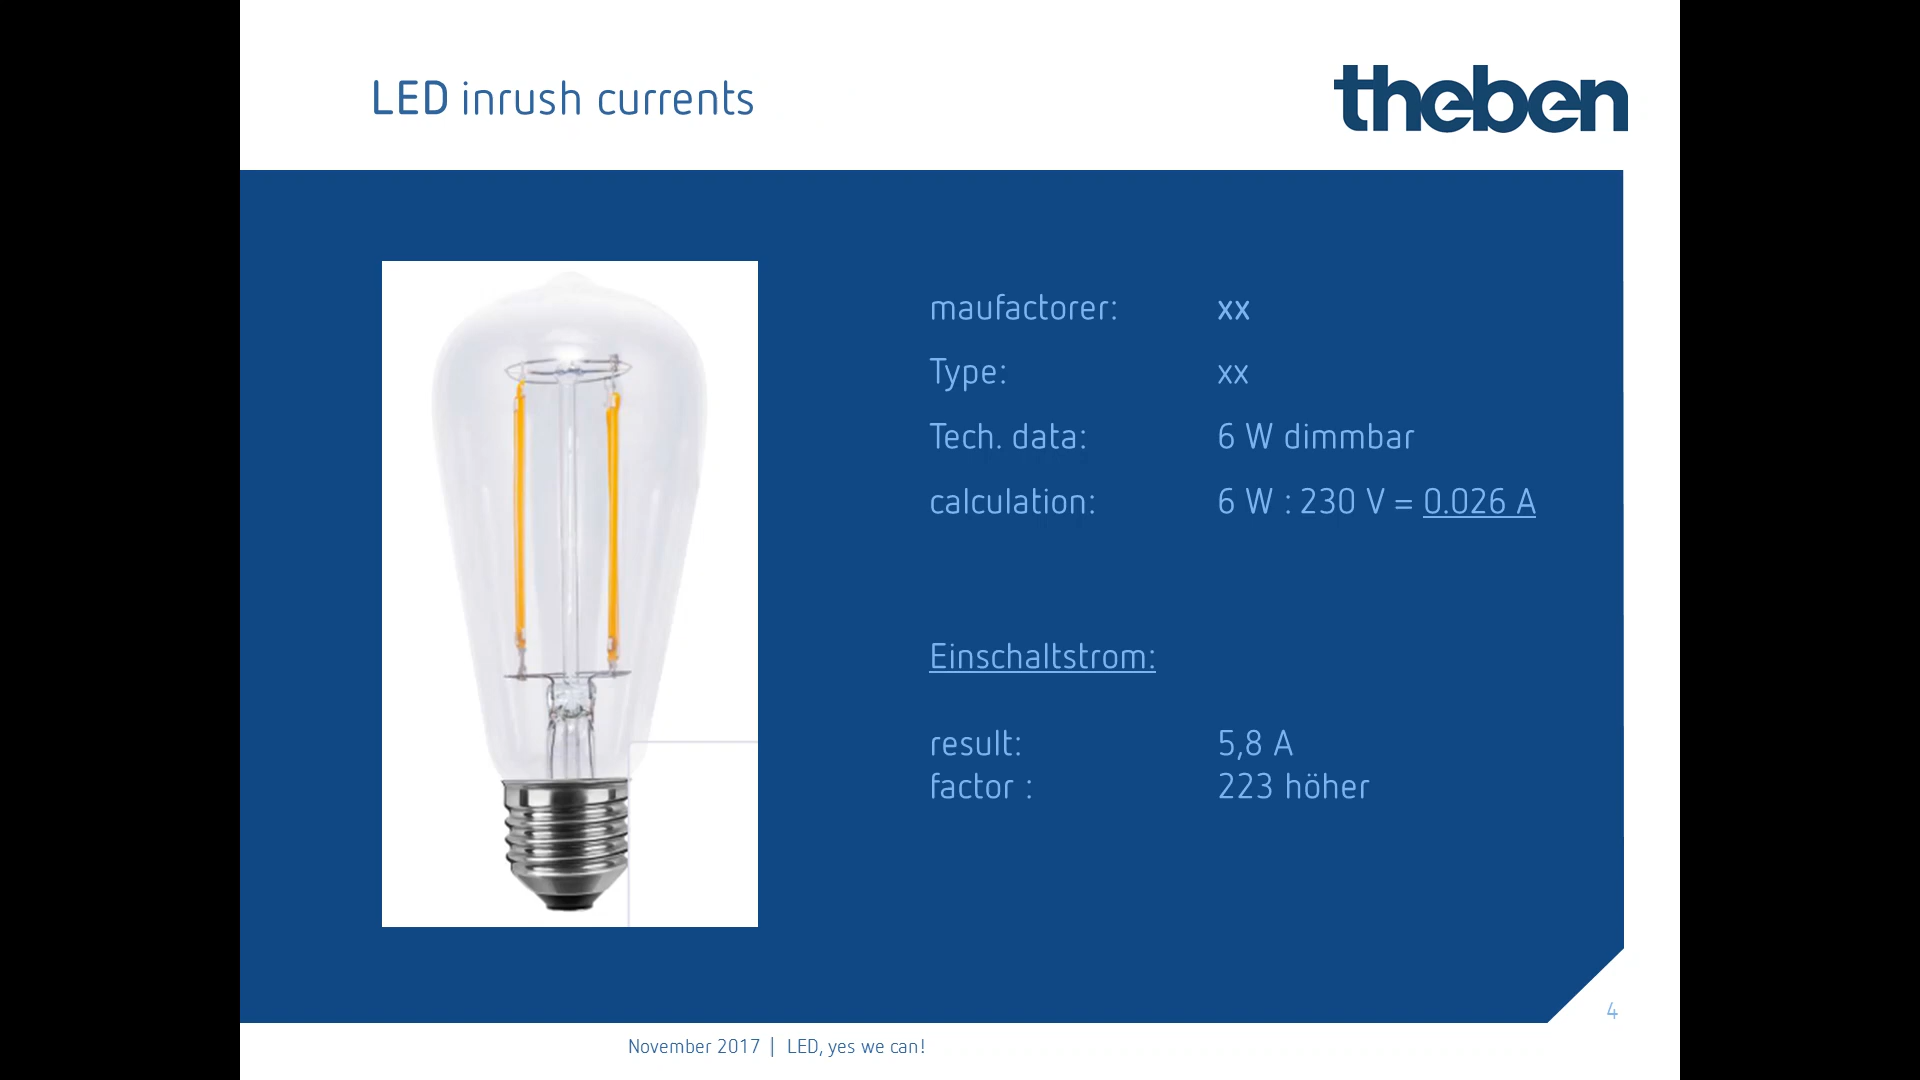 LED inrush currents
theben
maufactorer: xx
Type: xx
Tech. data: 6 W dimmbar
calculation: 6 W : 230 V = 0.026 A
Einschaltstrom:
result: 5,8 A
factor : 223 höher
4
November 2017 | LED, yes we can!